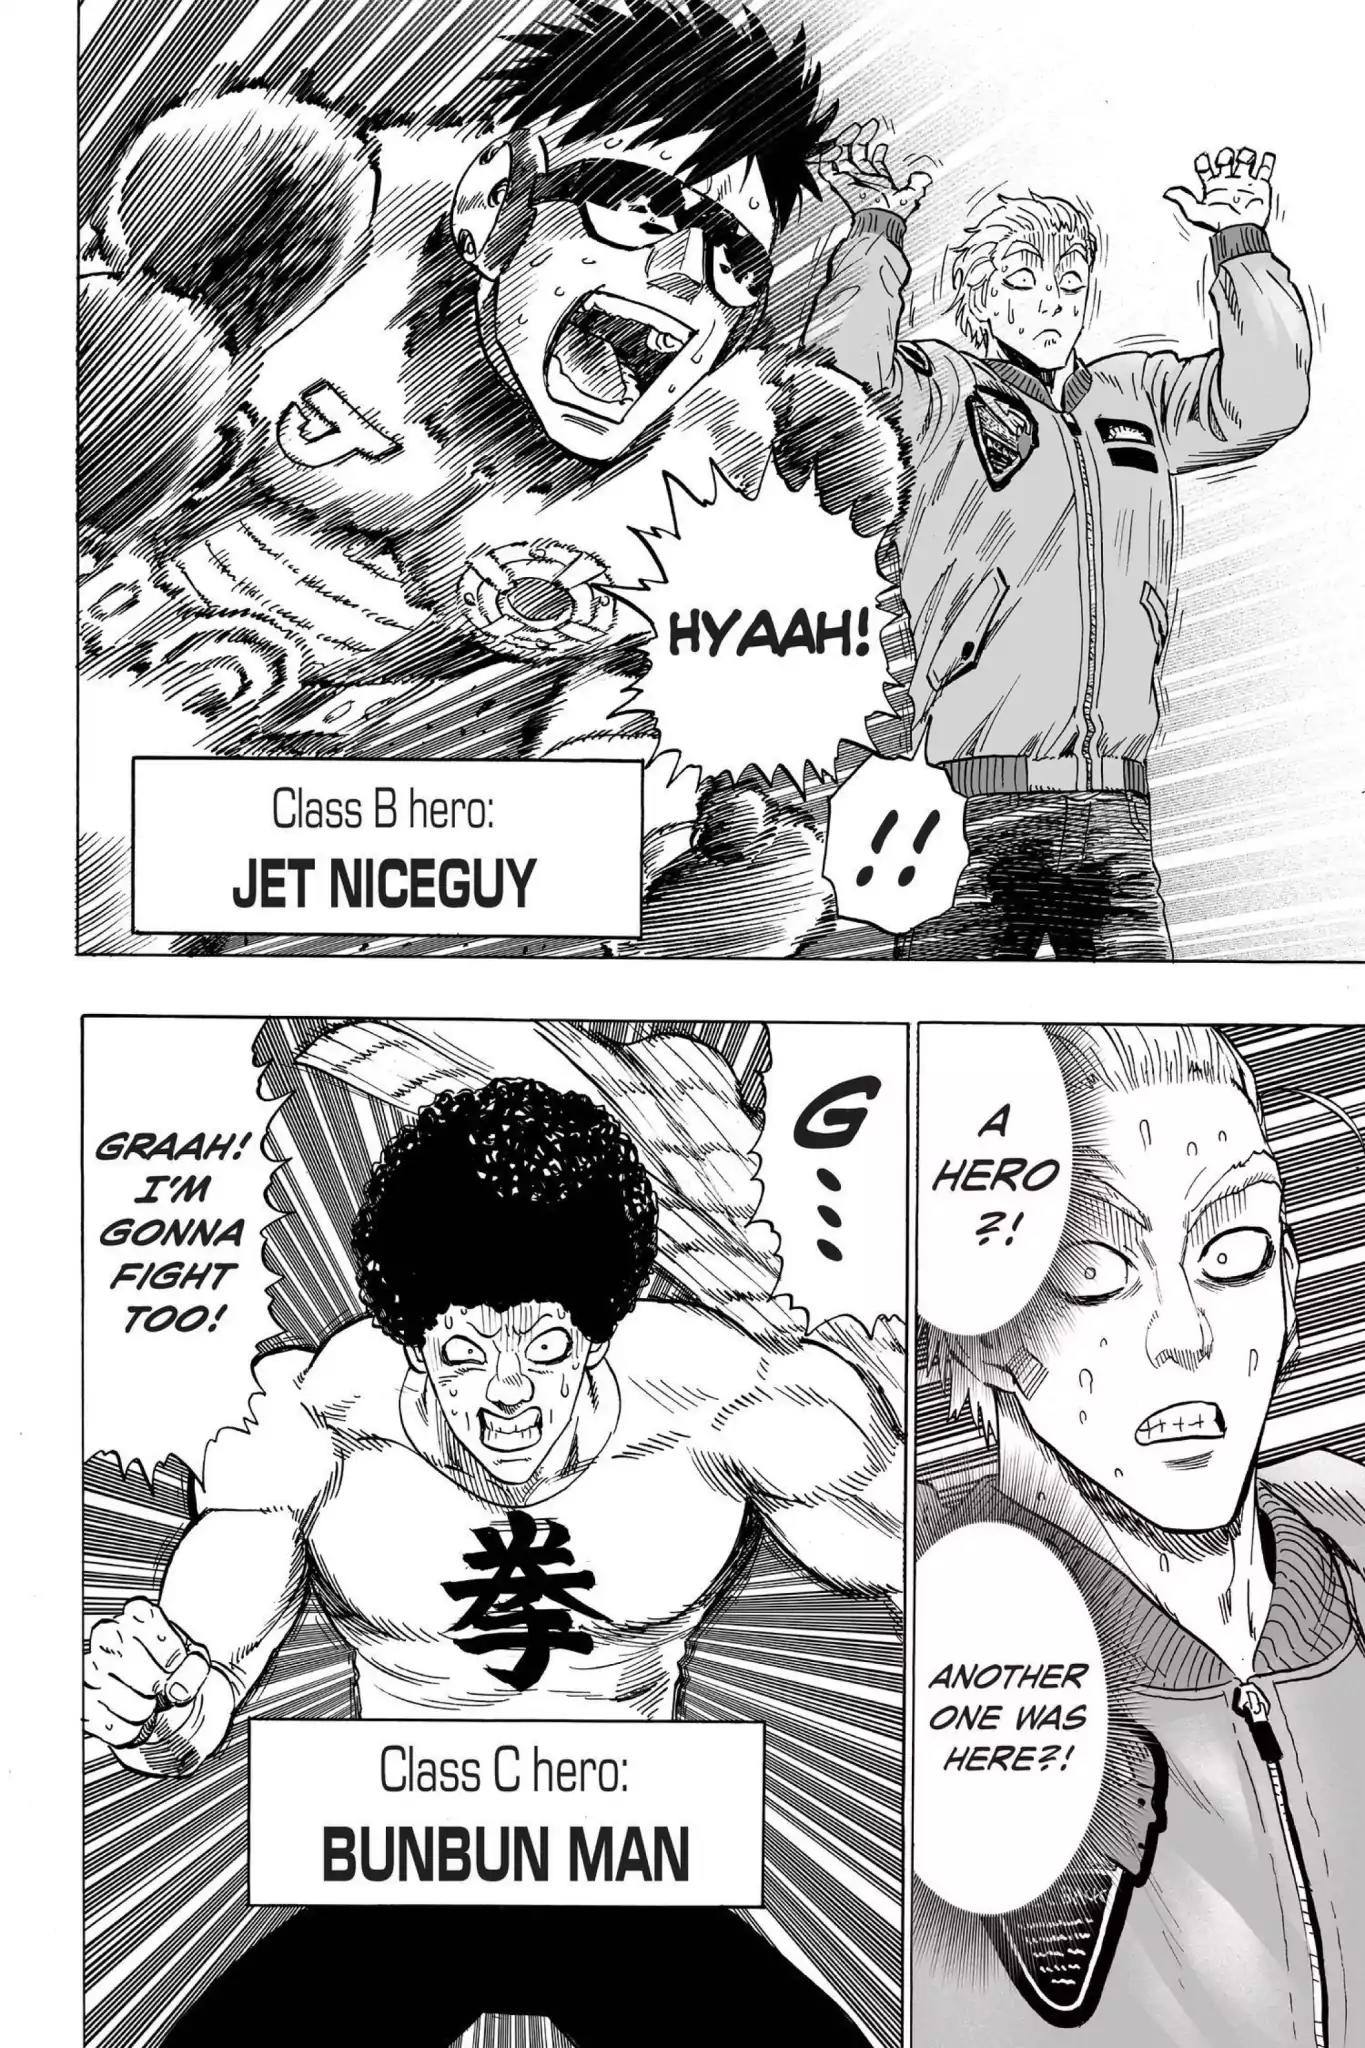 HYAAH!
!!
Class B hero:
JET NICEGUY
A
HERO
?!
ANOTHER
ONE WAS
HERE?!
G
...
GRAAH!
I'M
GONNA
FIGHT
TOO!
拳
Class C hero:
BUNBUN MAN